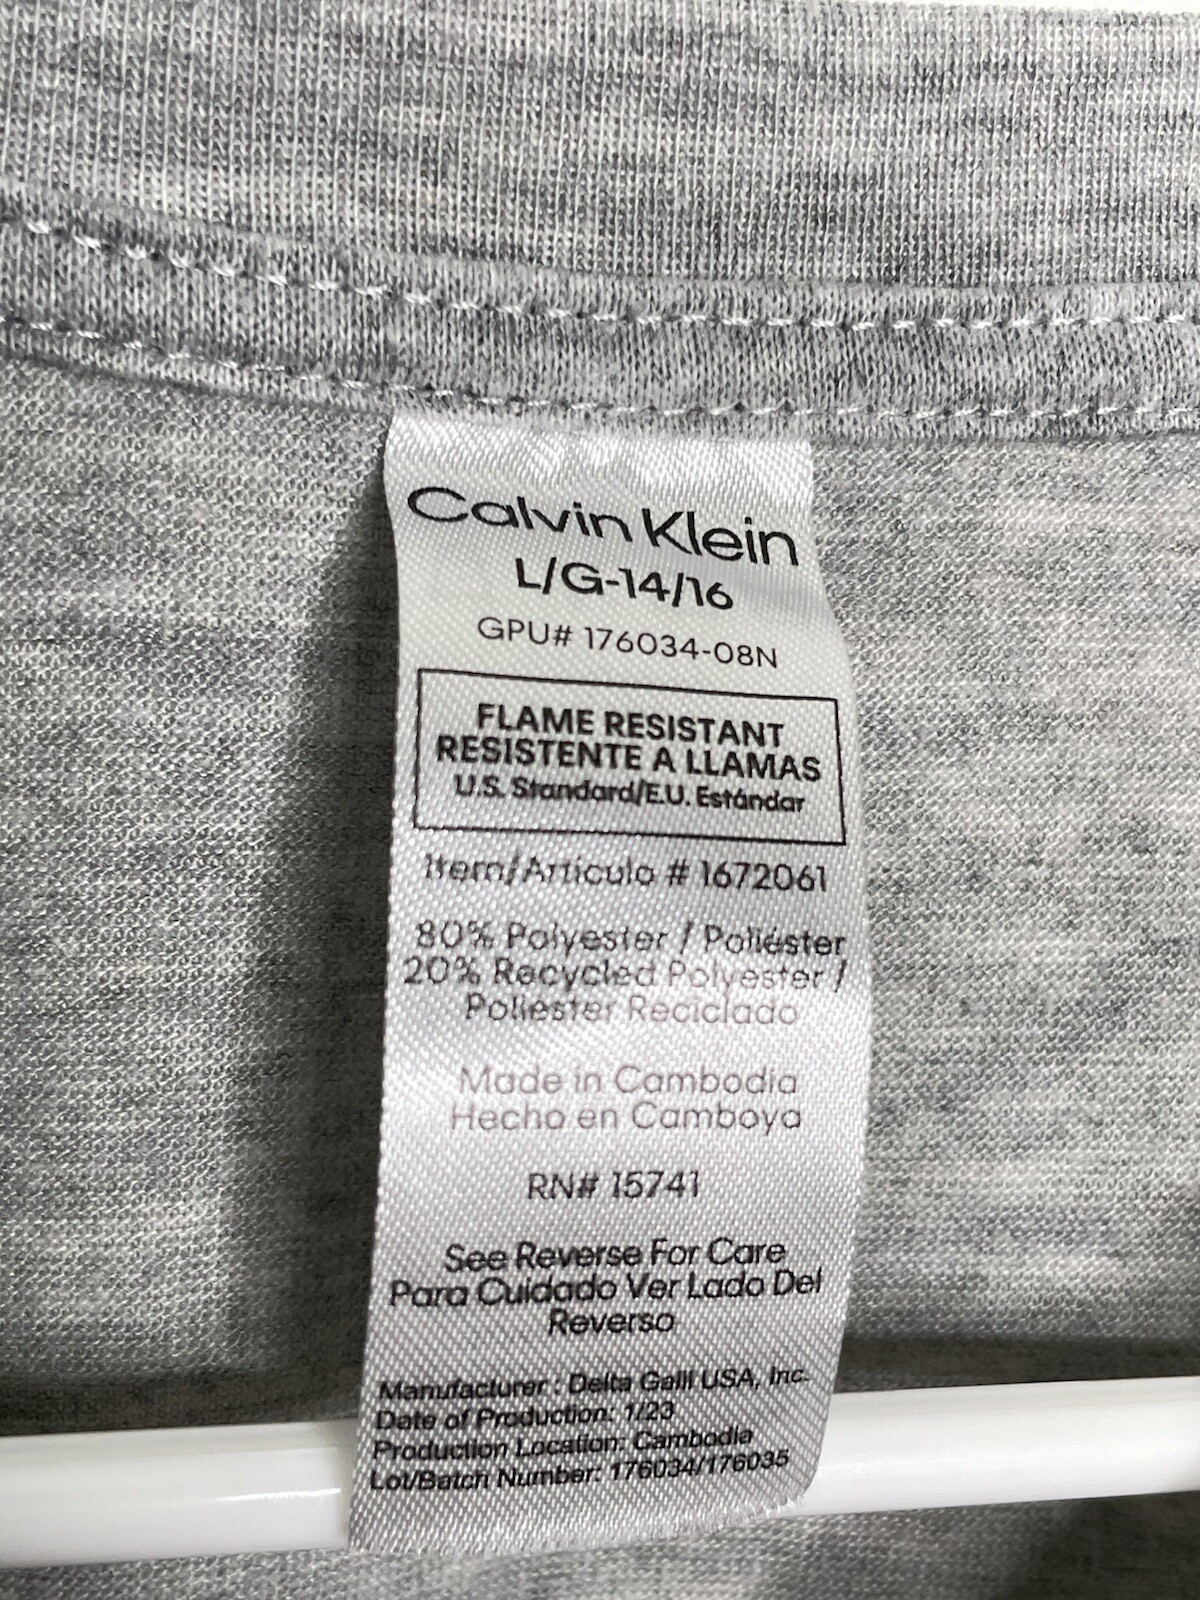 Calvin Klein
L/G-14/16
GPU# 176034-08N
FLAME RESISTANT
RESISTENTE A LLAMAS
U.S. Standard/E.U. Estándar
Item/Artículo # 1672061
80% Polyester / Poliéster
20% Recycled Polyester /
Poliester Reciclado
Made in Cambodia
Hecho en Camboya
RN# 15741
See Reverse For Care
Para Cuidado Ver Lado Del
Reverso
Manufacturer : Delta Galil USA, Inc.
Date of Production: 1/23
Production Location: Cambodia
Lot/Batch Number: 176034/176035